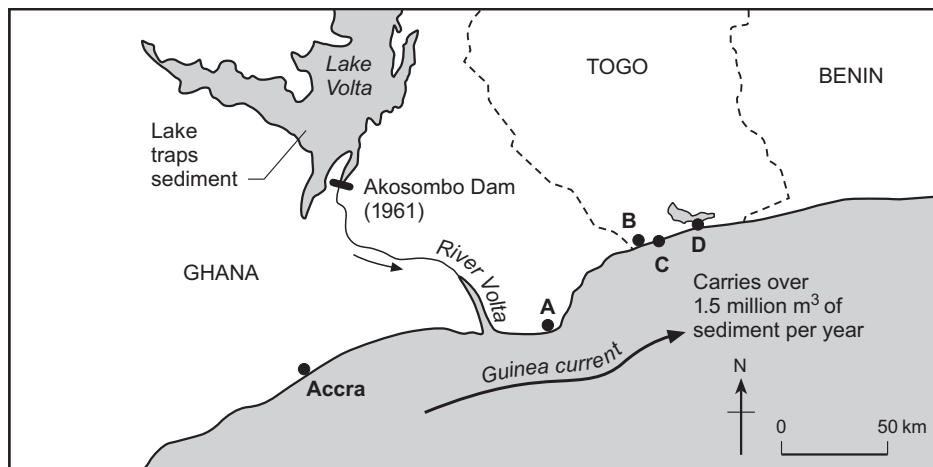 Lake
Volta
TOGO
BENIN
Lake
traps
sediment
Akosombo Dam
(1961)
B
D
C
GHANA
River Volta
A
Carries over
1.5 million m³ of
sediment per year
Guinea current
Accra
N
0 50 km